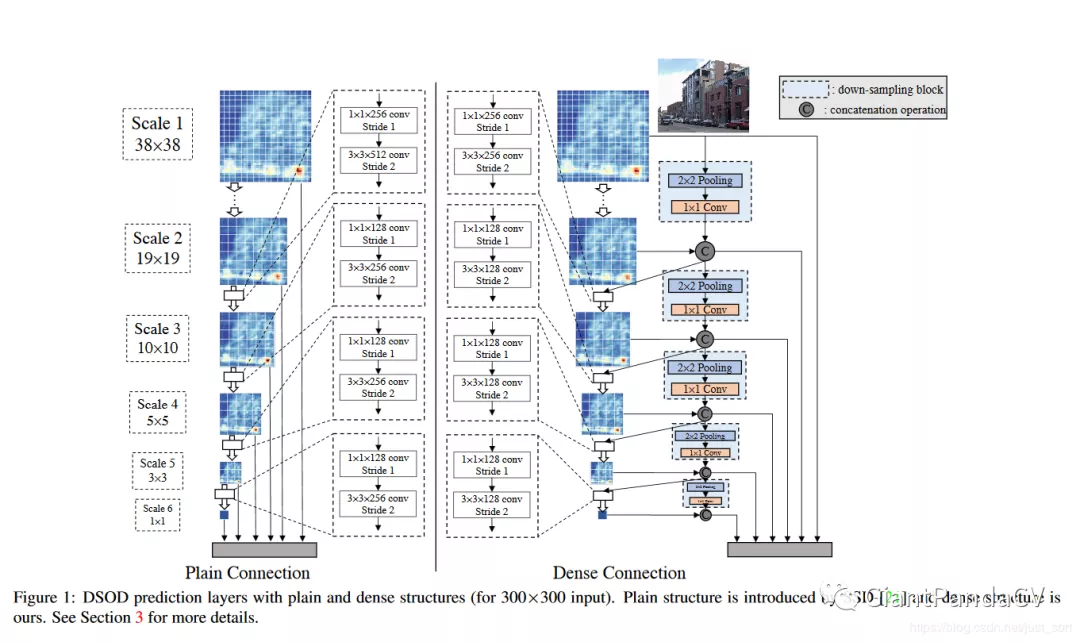 Scale 1
38×38
Scale 2
19×19
Scale 3
10×10
Scale 4
5×5
Scale 5
3×3
Scale 6
1×1
1×1×256 conv
Stride 1
3×3×512 conv
Stride 2
1×1×128 conv
Stride 1
3×3×256 conv
Stride 2
1×1×128 conv
Stride 1
3×3×256 conv
Stride 2
1×1×128 conv
Stride 1
3×3×256 conv
Stride 2
Plain Connection
1×1×256 conv
Stride 1
3×3×256 conv
Stride 2
1×1×128 conv
Stride 1
3×3×128 conv
Stride 2
1×1×128 conv
Stride 1
3×3×128 conv
Stride 2
1×1×128 conv
Stride 1
3×3×128 conv
Stride 2
: down-sampling block
C : concatenation operation
2×2 Pooling
1×1 Conv
C
2×2 Pooling
1×1 Conv
C
2×2 Pooling
1×1 Conv
C
2×2 Pooling
1×1 Conv
C
2×2 Pooling
1×1 Conv
C
Dense Connection
Figure 1: DSOD prediction layers with plain and dense structures (for 300×300 input). Plain structure is introduced by SSD and dense structure is
ours. See Section 3 for more details.
GiantPandaCV
https://blog.csdn.net/just_sort